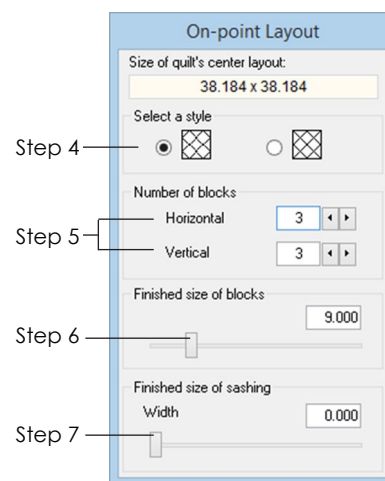 On-point Layout
Size of quilt's center layout:
38.184 x 38.184
Select a style
Step 4
Number of blocks
Horizontal 3
Step 5
Vertical 3
Finished size of blocks
9.000
Step 6
Finished size of sashing
Width 0.000
Step 7